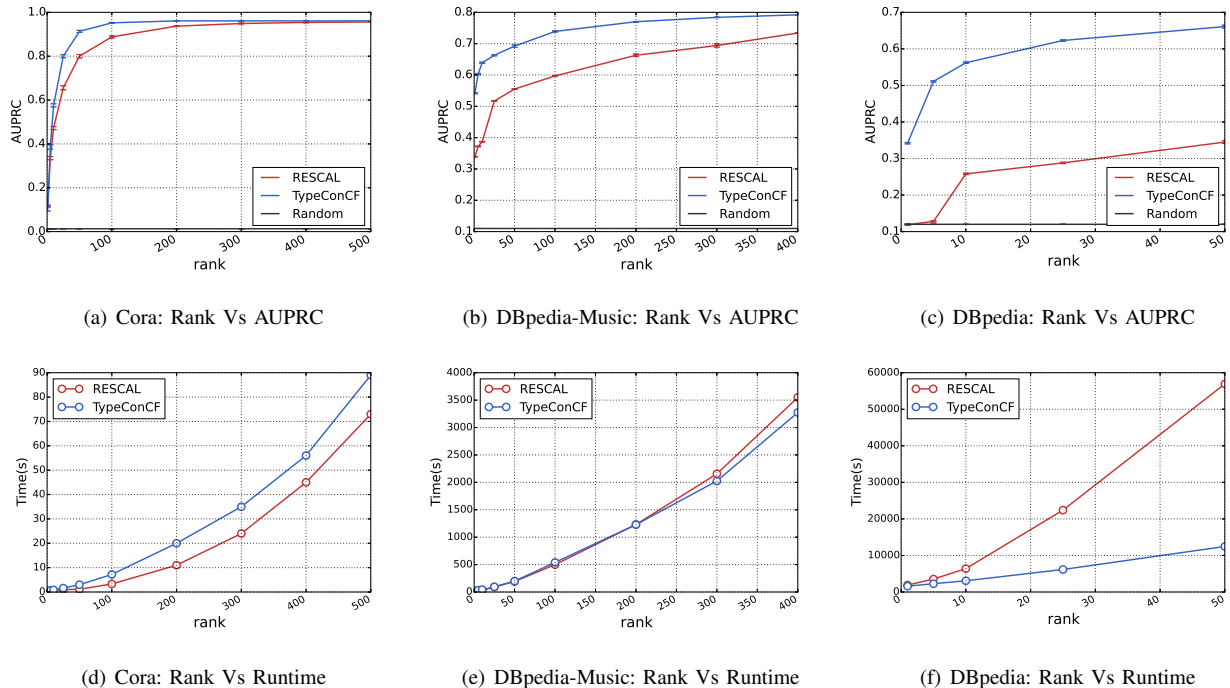 1.0
0.8
0.6
0.4
0.2
0.0
AUPRC
0
100
200
300
400
500
rank
RESCAL
TypeConCF
Random
(a) Cora: Rank Vs AUPRC
0.8
0.7
0.6
0.5
0.4
0.3
0.2
0.1
AUPRC
0
50
100
150
200
250
300
350
400
rank
RESCAL
TypeConCF
Random
(b) DBpedia-Music: Rank Vs AUPRC
0.7
0.6
0.5
0.4
0.3
0.2
0.1
AUPRC
0
10
20
30
40
50
rank
RESCAL
TypeConCF
Random
(c) DBpedia: Rank Vs AUPRC
90
80
70
60
50
40
30
20
10
0
Time(s)
0
100
200
300
400
500
rank
RESCAL
TypeConCF
(d) Cora: Rank Vs Runtime
4000
3500
3000
2500
2000
1500
1000
500
0
Time(s)
0
50
100
150
200
250
300
350
400
rank
RESCAL
TypeConCF
(e) DBpedia-Music: Rank Vs Runtime
60000
50000
40000
30000
20000
10000
0
Time(s)
0
10
20
30
40
50
rank
RESCAL
TypeConCF
(f) DBpedia: Rank Vs Runtime